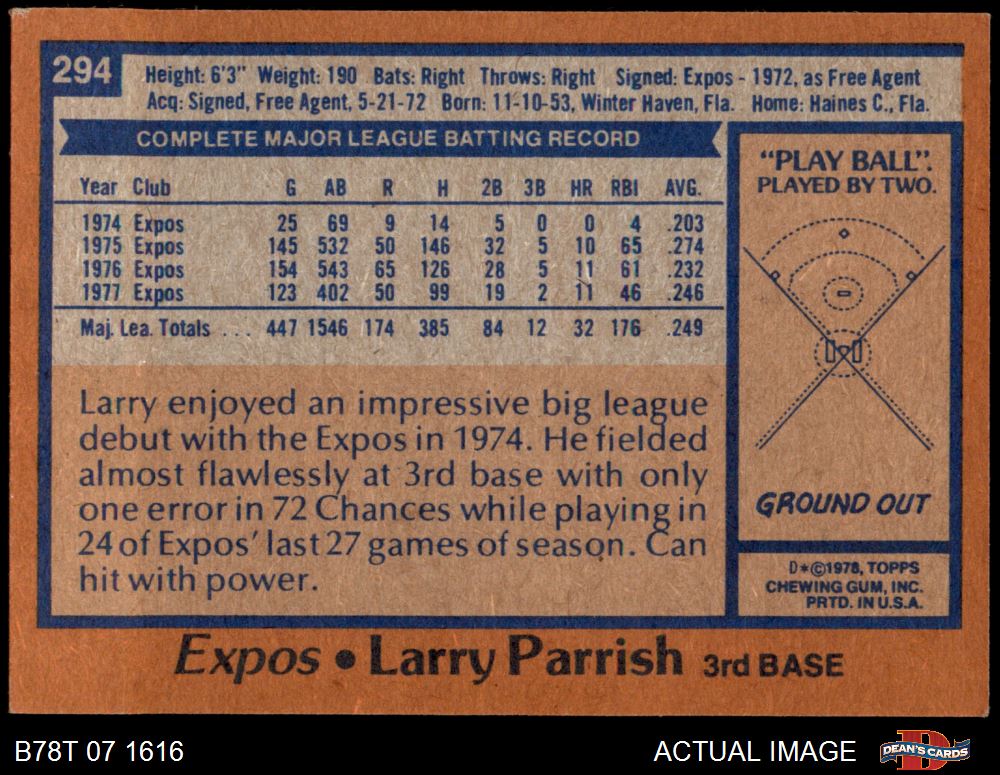 294
Height: 6'3" Weight: 190 Bats: Right Throws: Right Signed: Expos - 1972, as Free Agent
Acq: Signed, Free Agent, 5-21-72 Born: 11-10-53, Winter Haven, Fla. Home: Haines C., Fla.
COMPLETE MAJOR LEAGUE BATTING RECORD
Year Club G AB R H 2B 3B HR RBI AVG.
1974 Expos 25 69 9 14 5 0 0 4 .203
1975 Expos 145 532 50 146 32 5 10 65 .274
1976 Expos 154 543 65 126 28 5 11 61 .232
1977 Expos 123 402 50 99 19 2 11 46 .246
Maj. Lea. Totals ... 447 1546 174 385 84 12 32 176 .249
Larry enjoyed an impressive big league
debut with the Expos in 1974. He fielded
almost flawlessly at 3rd base with only
one error in 72 Chances while playing in
24 of Expos' last 27 games of season. Can
hit with power.
"PLAY BALL".
PLAYED BY TWO.
GROUND OUT
D*©1978, TOPPS
CHEWING GUM, INC.
PRTD. IN U.S.A.
Expos • Larry Parrish 3rd BASE
B78T 07 1616
ACTUAL IMAGE
D
DEAN'S CARDS